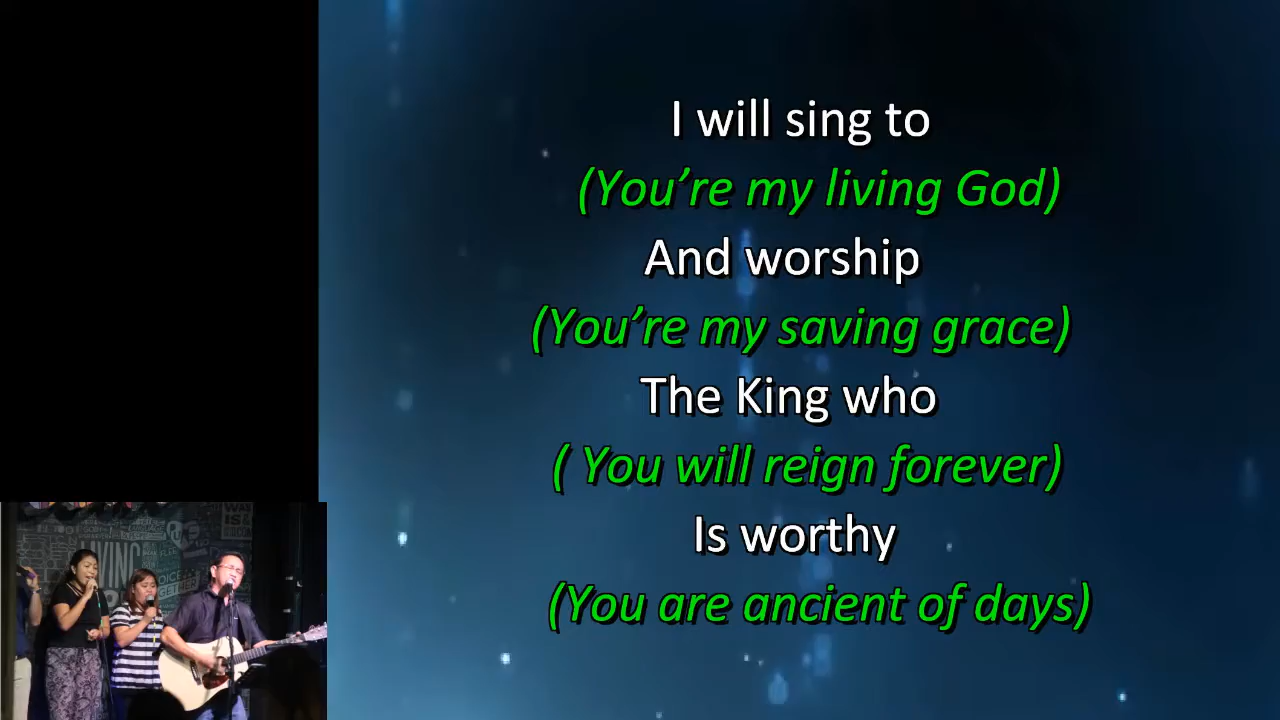 I will sing to
(You're my living God)
And worship
(You're my saving grace)
The King who
( You will reign forever)
Is worthy
(You are ancient of days)
LIVING